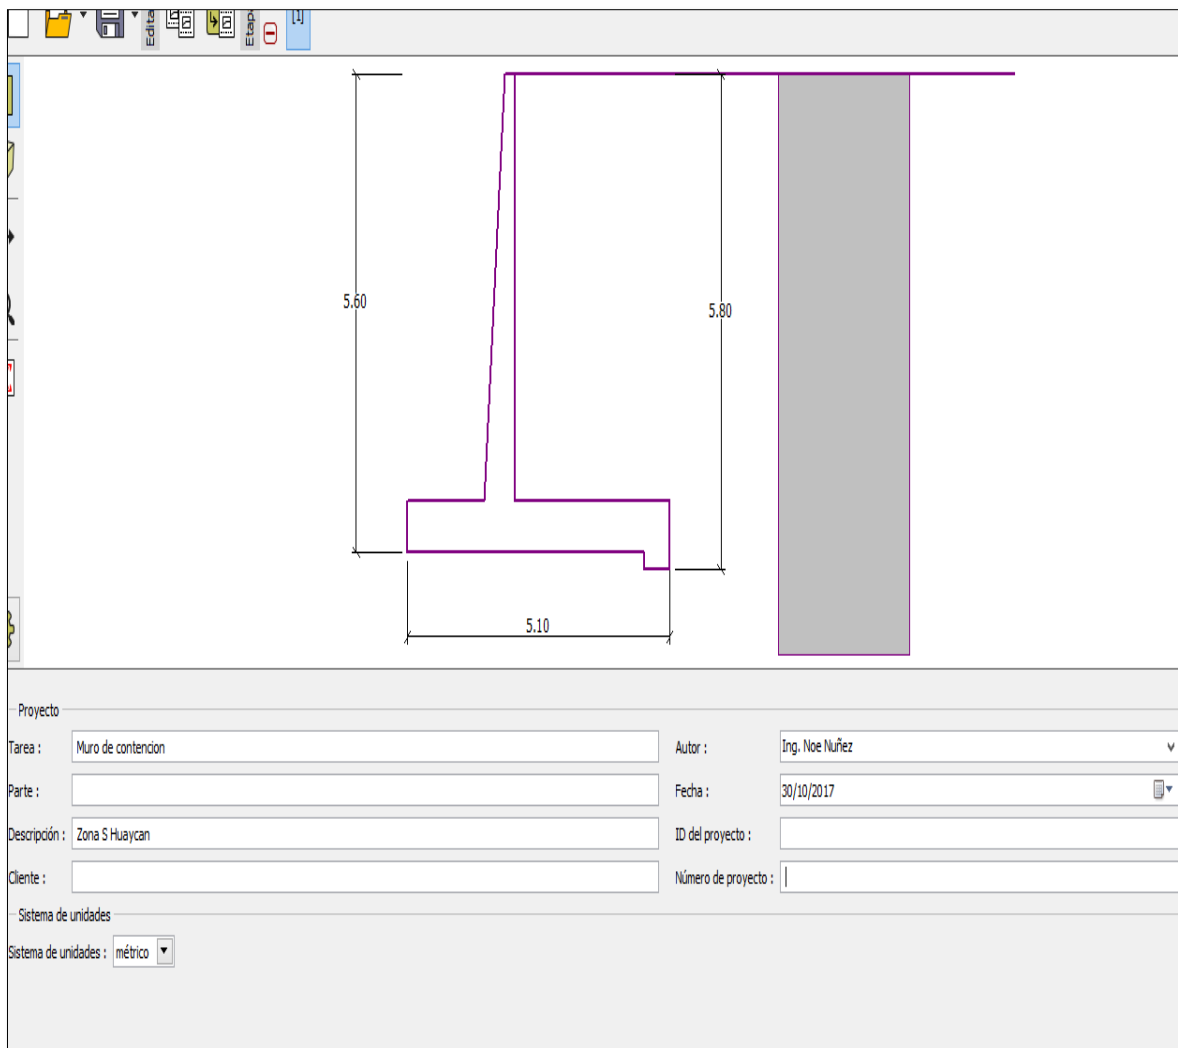 Edita
Etapa
[1]
5.60
5.80
5.10
Proyecto
Tarea : Muro de contencion Autor : Ing. Noe Nuñez
Parte : Fecha : 30/10/2017
Descripción : Zona S Huaycan ID del proyecto :
Cliente : Número de proyecto :
Sistema de unidades
Sistema de unidades : métrico